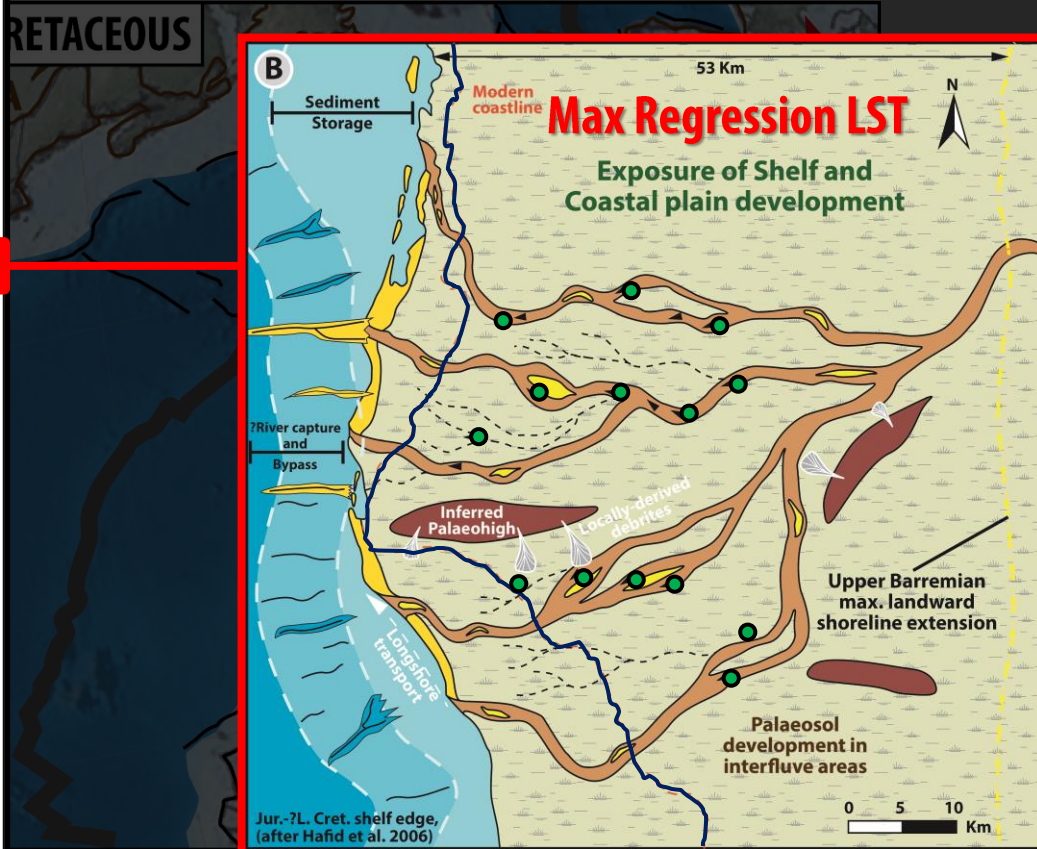 RETACEOUS
B
53 Km
Sediment
Storage
Modern
coastline
Max Regression LST
N
Exposure of Shelf and
Coastal plain development
?River capture
and
Bypass
Inferred
Palaeohigh
Locally-derived
debrites
Upper Barremian
max. landward
shoreline extension
Longshore
transport
Palaeosol
development in
interfluve areas
Jur.-?L. Cret. shelf edge,
(after Hafid et al. 2006)
0 5 10
Km